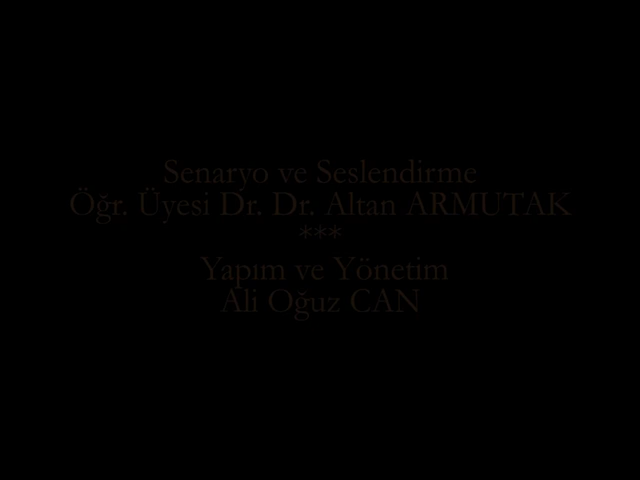 Senaryo ve Seslendirme
Öğr. Üyesi Dr. Dr. Altan ARMUTAK
***
Yapım ve Yönetim
Ali Oğuz CAN